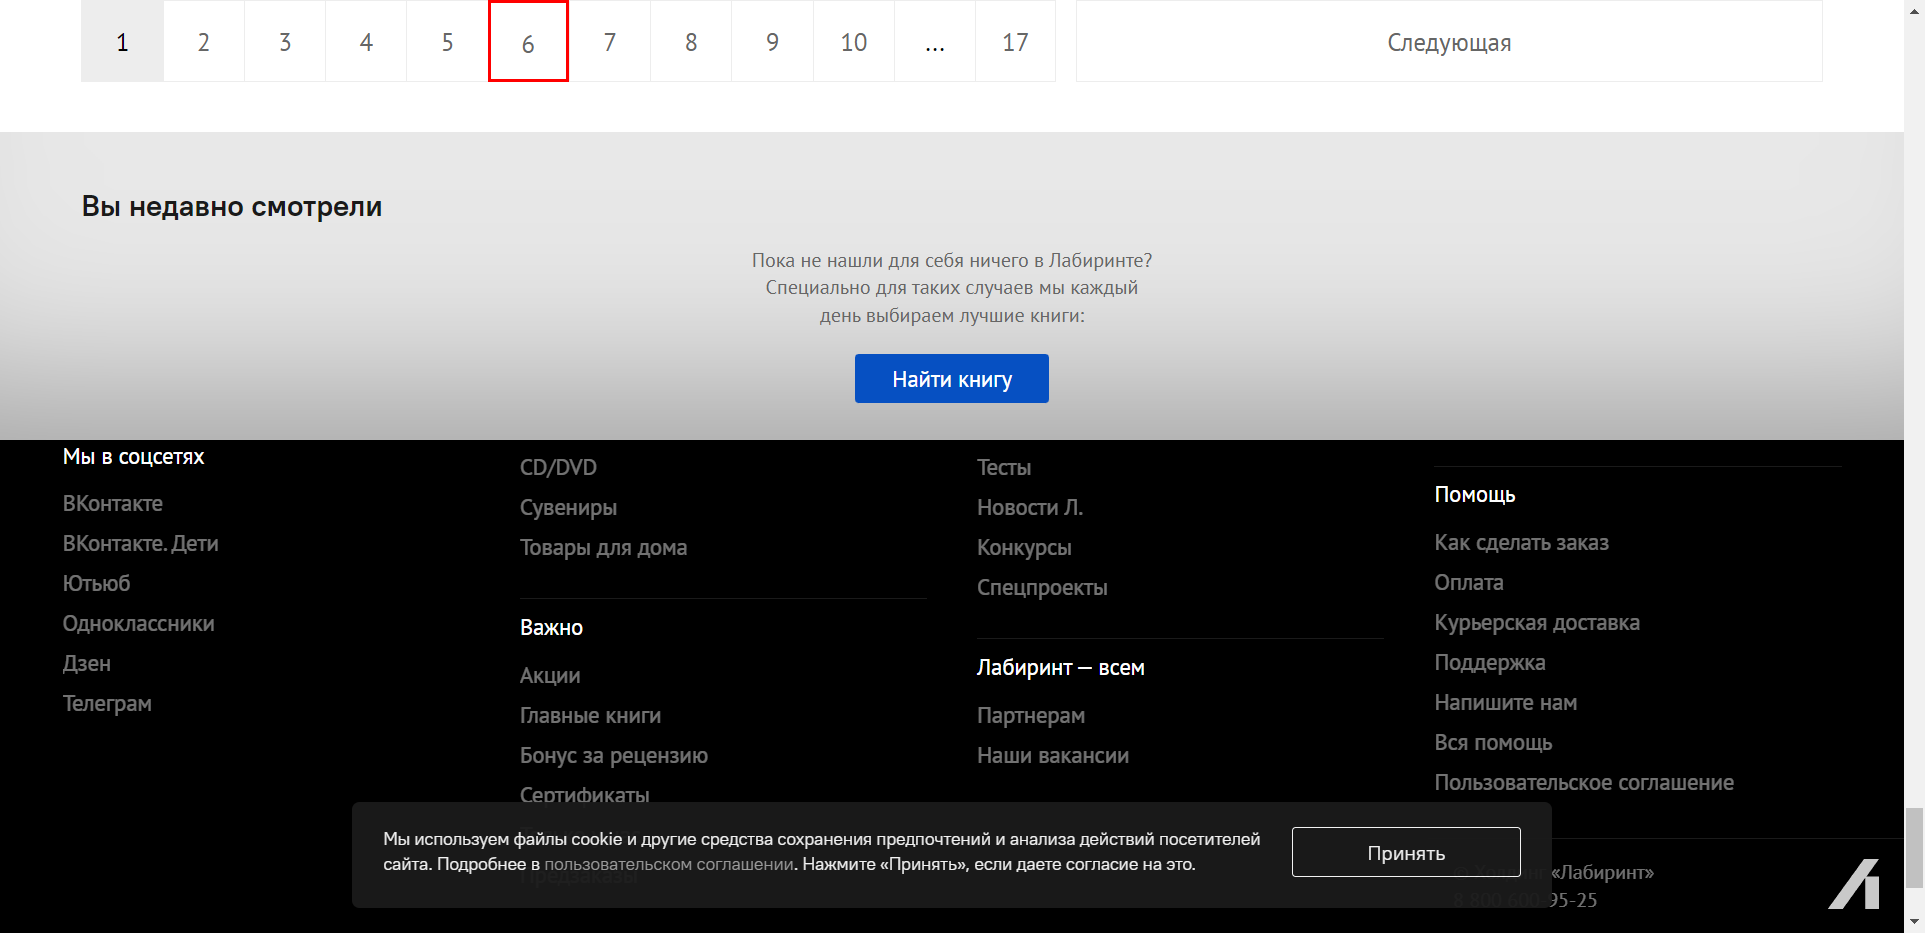 1 2 3 4 5 6 7 8 9 10 ... 17 Следующая
Вы недавно смотрели
Пока не нашли для себя ничего в Лабиринте?
Специально для таких случаев мы каждый
день выбираем лучшие книги:
Найти книгу
Мы в соцсетях
ВКонтакте
ВКонтакте. Дети
Ютьюб
Одноклассники
Дзен
Телеграм
CD/DVD
Сувениры
Товары для дома
Важно
Акции
Главные книги
Бонус за рецензию
Сертификаты
Предзаказы
Тесты
Новости Л.
Конкурсы
Спецпроекты
Лабиринт — всем
Партнерам
Наши вакансии
Помощь
Как сделать заказ
Оплата
Курьерская доставка
Поддержка
Напишите нам
Вся помощь
Пользовательское соглашение
«Лабиринт»
8 800 600-95-25
Мы используем файлы cookie и другие средства сохранения предпочтений и анализа действий посетителей
сайта. Подробнее в пользовательском соглашении. Нажмите «Принять», если даете согласие на это.
Принять